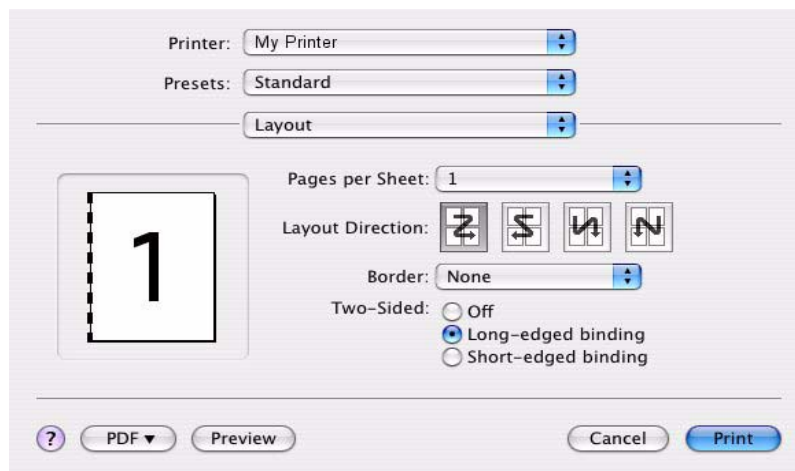 Printer: My Printer
Presets: Standard
Layout
Pages per Sheet: 1
Layout Direction:
Border: None
Two-Sided: Off
Long-edged binding
Short-edged binding
1
? PDF▼ Preview Cancel Print